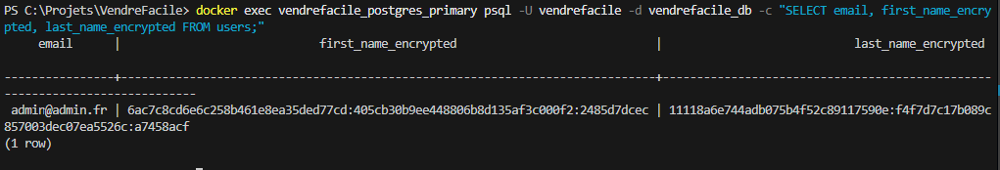 PS C:\Projets\VendreFacile> docker exec vendrefacile_postgres_primary psql -U vendrefacile -d vendrefacile_db -c "SELECT email, first_name_encry
pted, last_name_encrypted FROM users;"
email | first_name_encrypted | last_name_encrypted
----------------+----------------------------------------------------------------------------+-----------------------------------------------
----------------------------
admin@admin.fr | 6ac7c8cd6e6c258b461e8ea35ded77cd:405cb30b9ee448806b8d135af3c000f2:2485d7dcec | 11118a6e744adb075b4f52c89117590e:f4f7d7c17b089c
857003dec07ea5526c:a7458acf
(1 row)